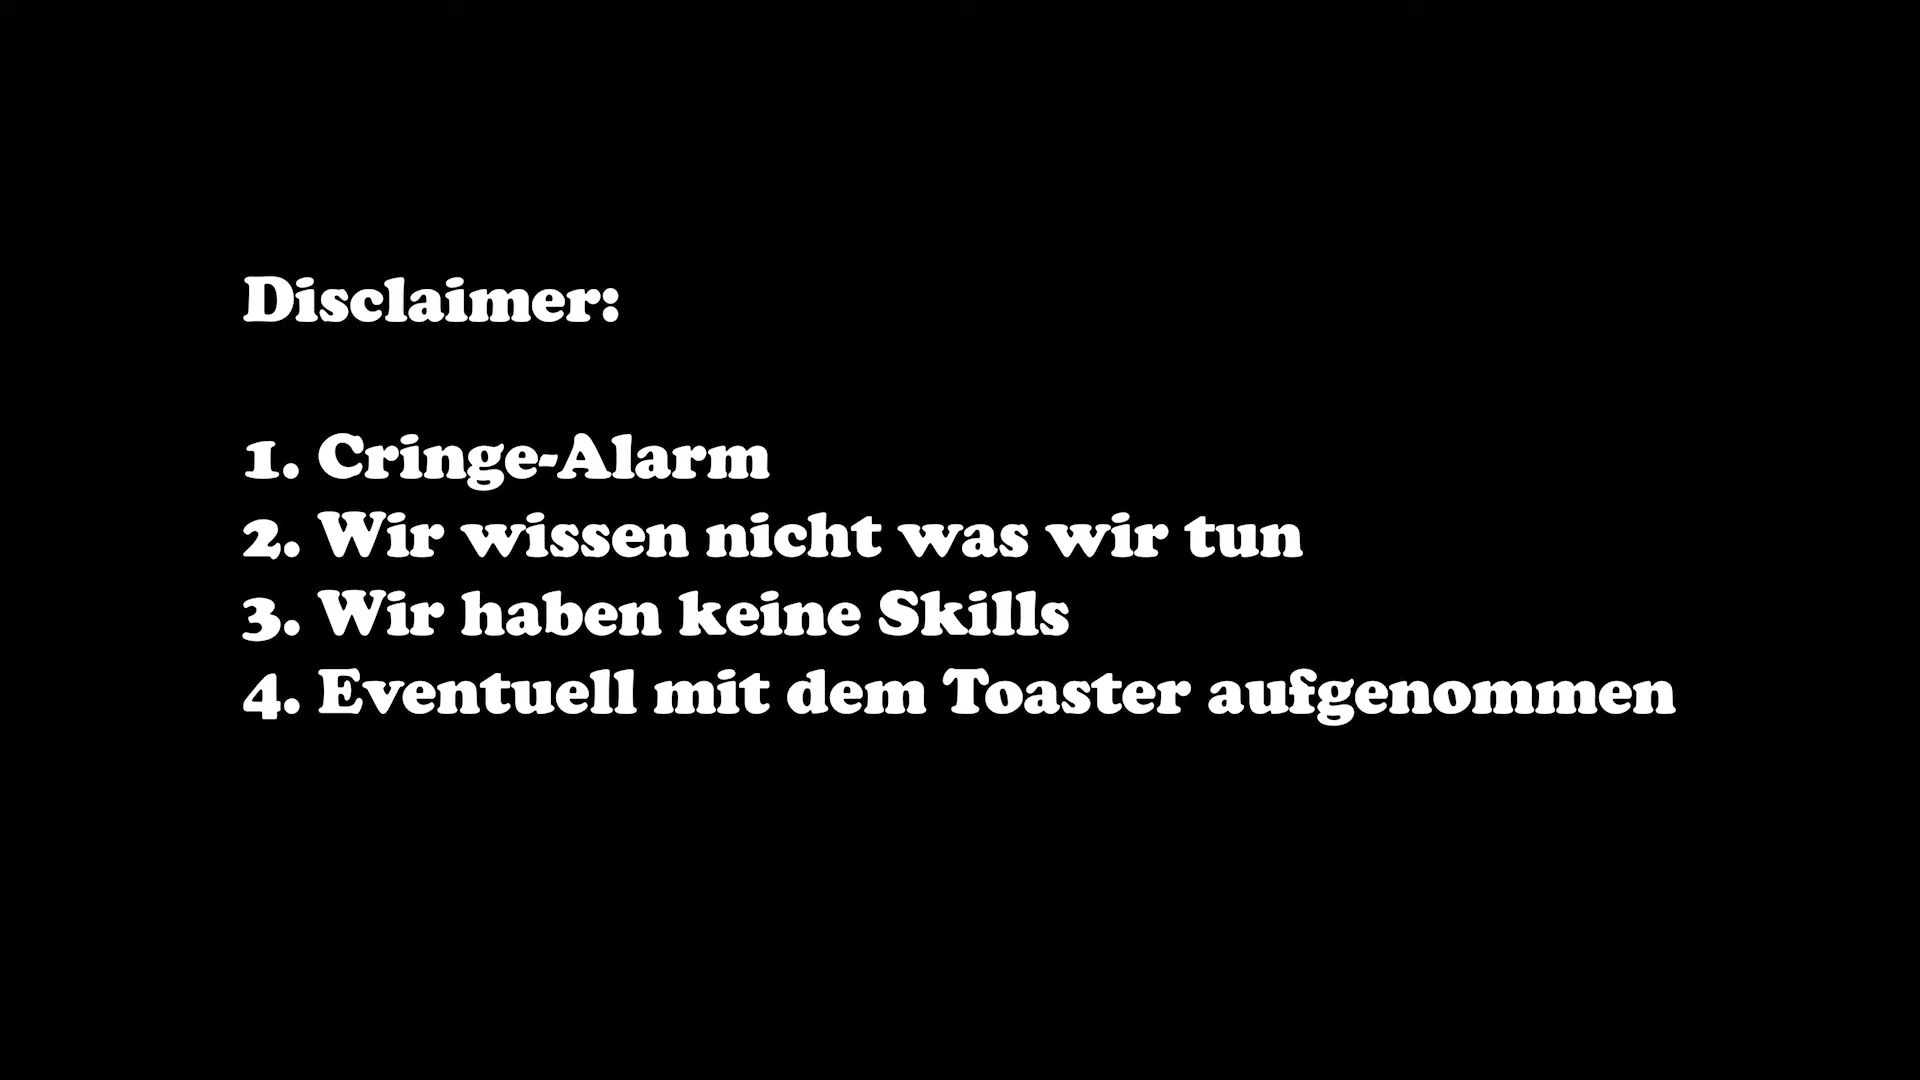 Disclaimer:
1. Cringe-Alarm
2. Wir wissen nicht was wir tun
3. Wir haben keine Skills
4. Eventuell mit dem Toaster aufgenommen